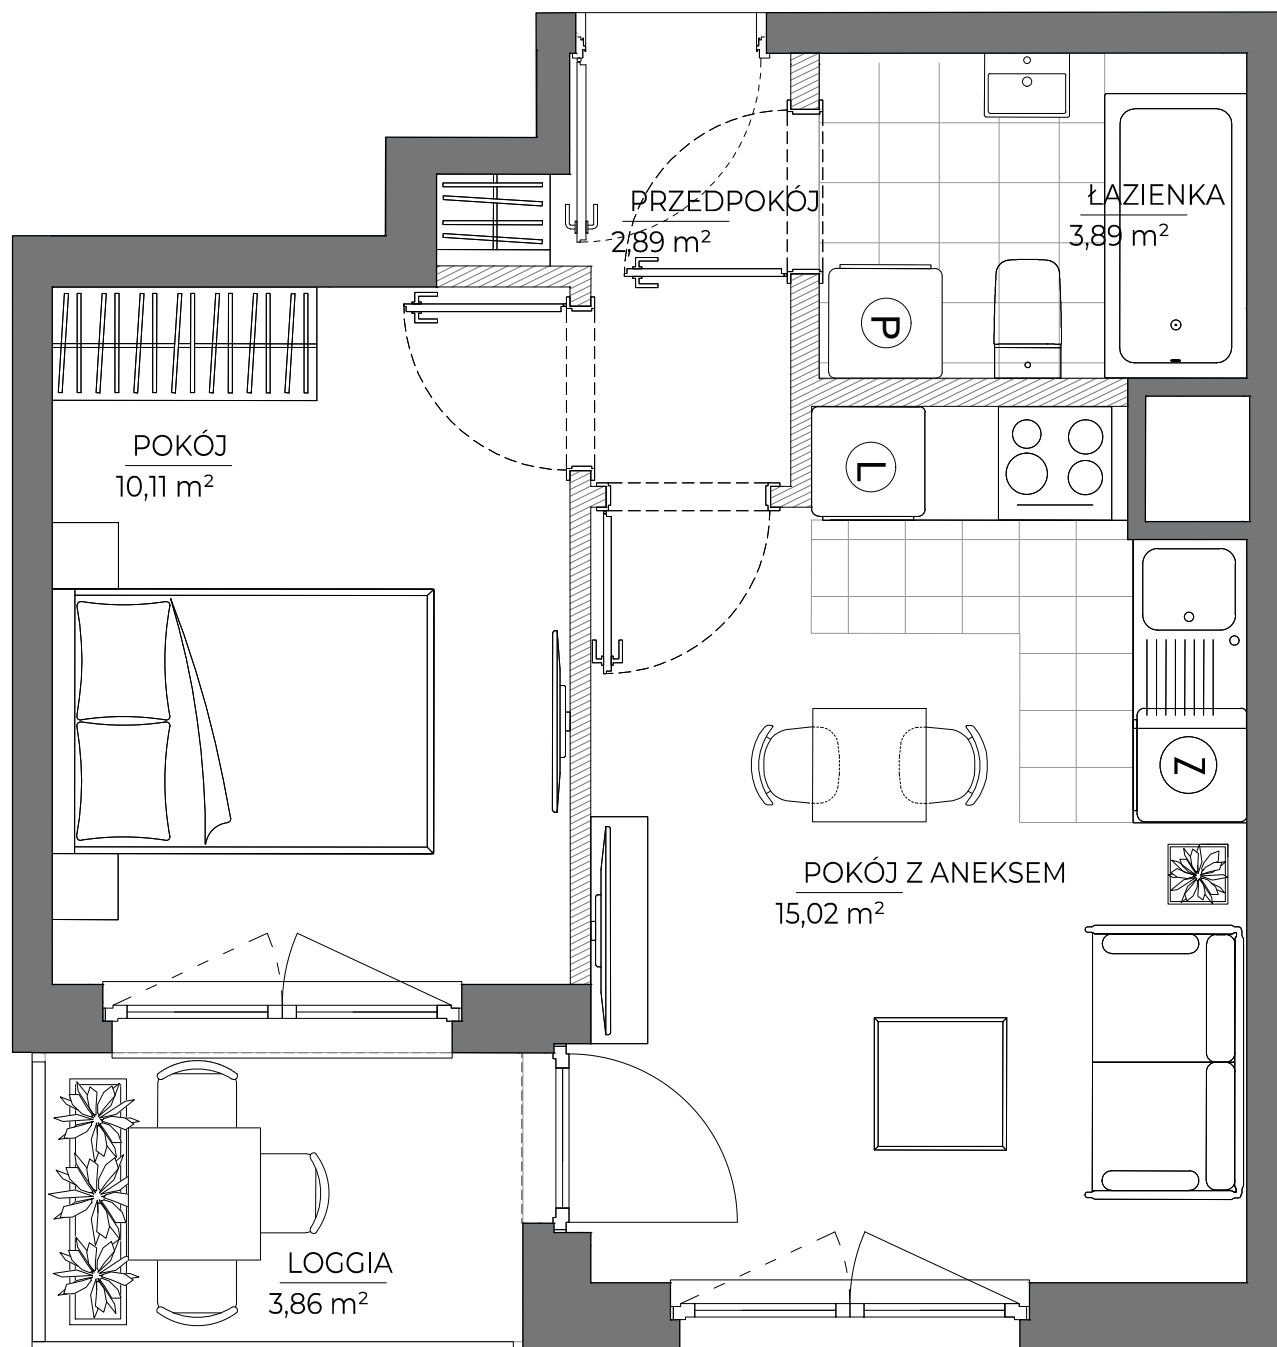 PRZEDPOKÓJ
2,89 m²
ŁAZIENKA
3,89 m²
P
POKÓJ
10,11 m²
L
Z
POKÓJ Z ANEKSEM
15,02 m²
LOGGIA
3,86 m²